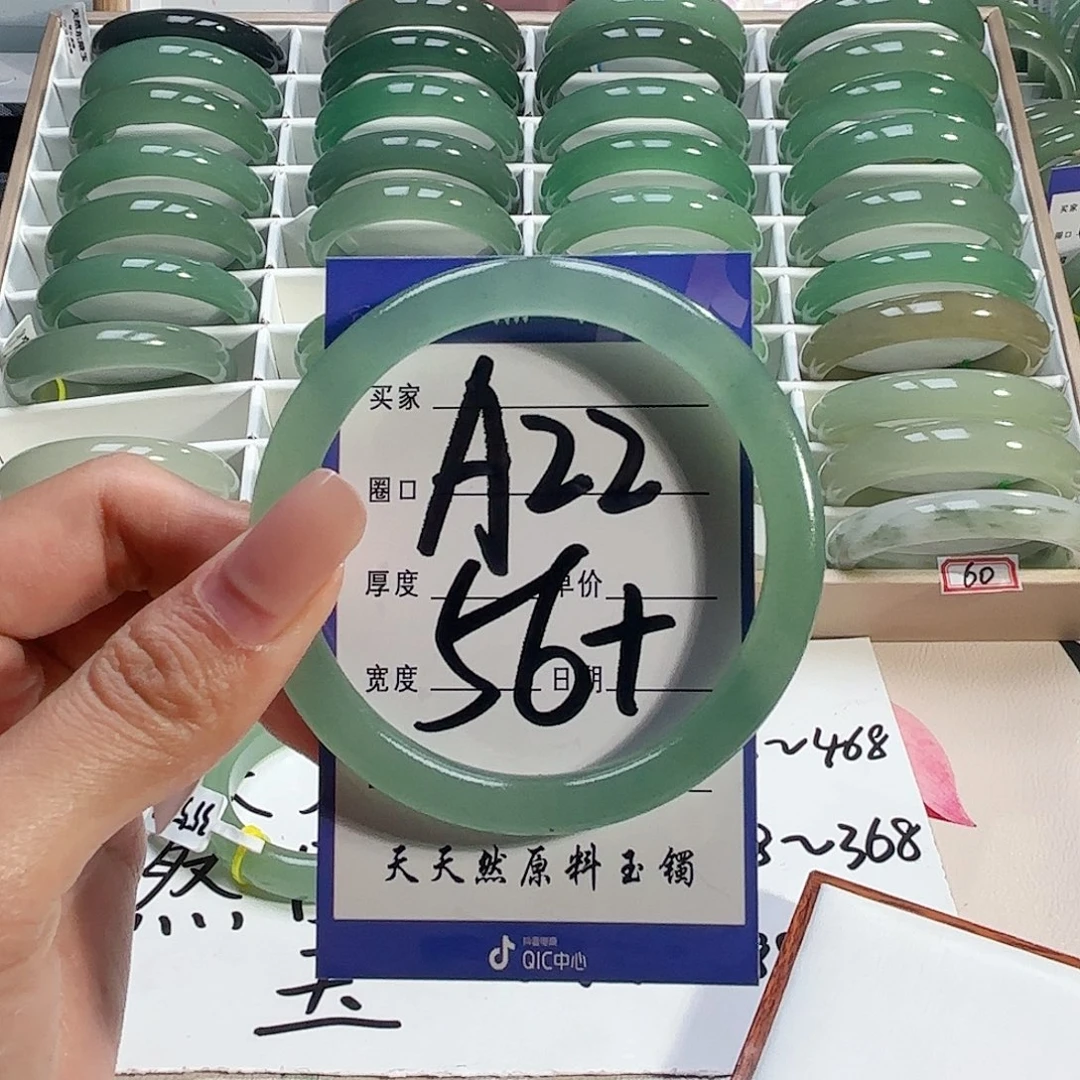 买家
A22
圈口
厚度
单价
56+
宽度
日期
天天然原料玉镯
抖音电商
QIC中心
60
~468
~368